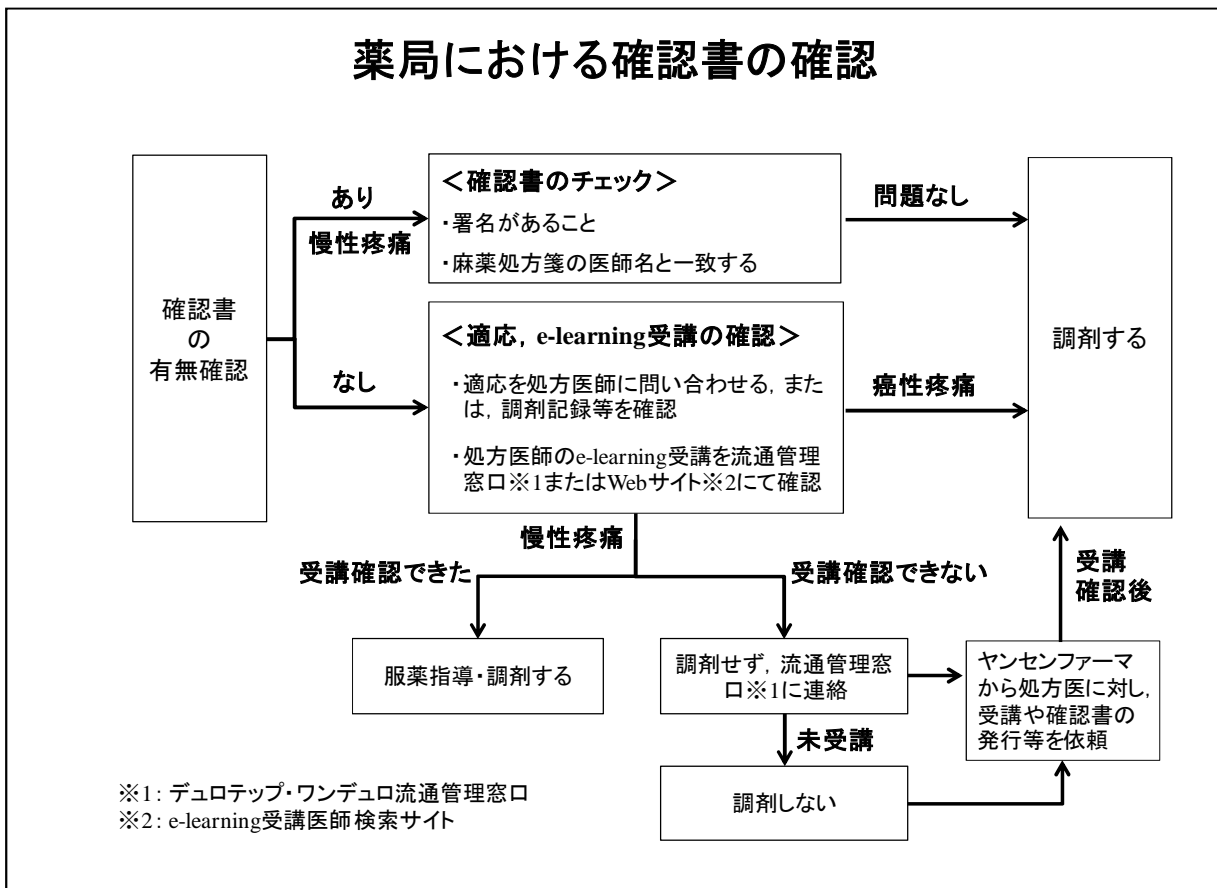 薬局における確認書の確認
確認書
の
有無確認
あり
慢性疼痛
なし
＜確認書のチェック＞
・署名があること
・麻薬処方箋の医師名と一致する
問題なし
＜適応，e-learning受講の確認＞
・適応を処方医師に問い合わせる，また
は，調剤記録等を確認
・処方医師のe-learning受講を流通管理
窓口※1またはWebサイト※2にて確認
癌性疼痛
調剤する
慢性疼痛
受講確認できた
受講確認できない
受講
確認後
服薬指導・調剤する
調剤せず，流通管理窓
口※1に連絡
ヤンセンファーマ
から処方医に対し，
受講や確認書の
発行等を依頼
未受講
調剤しない
※1：デュロテップ・ワンデュロ流通管理窓口
※2：e-learning受講医師検索サイト